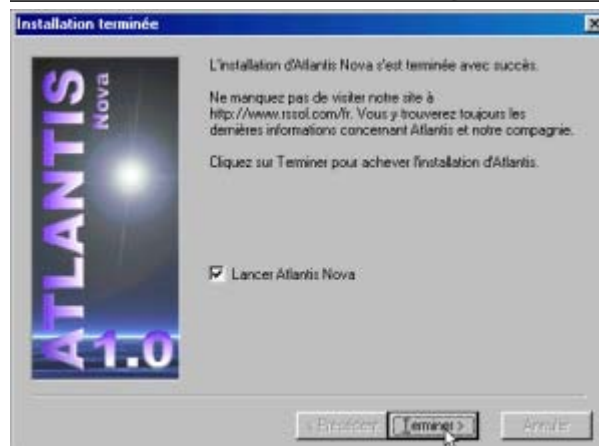 Installation terminée
ATLANTIS
Nova
1.0
L'installation d'Atlantis Nova s'est terminée avec succès.
Ne manquez pas de visiter notre site à
http://www.rssol.com/fr. Vous y trouverez toujours les
dernières informations concernant Atlantis et notre compagnie.
Cliquez sur Terminer pour achever l'installation d'Atlantis.
Lancer Atlantis Nova
< Précédent
Terminer >
Annuler